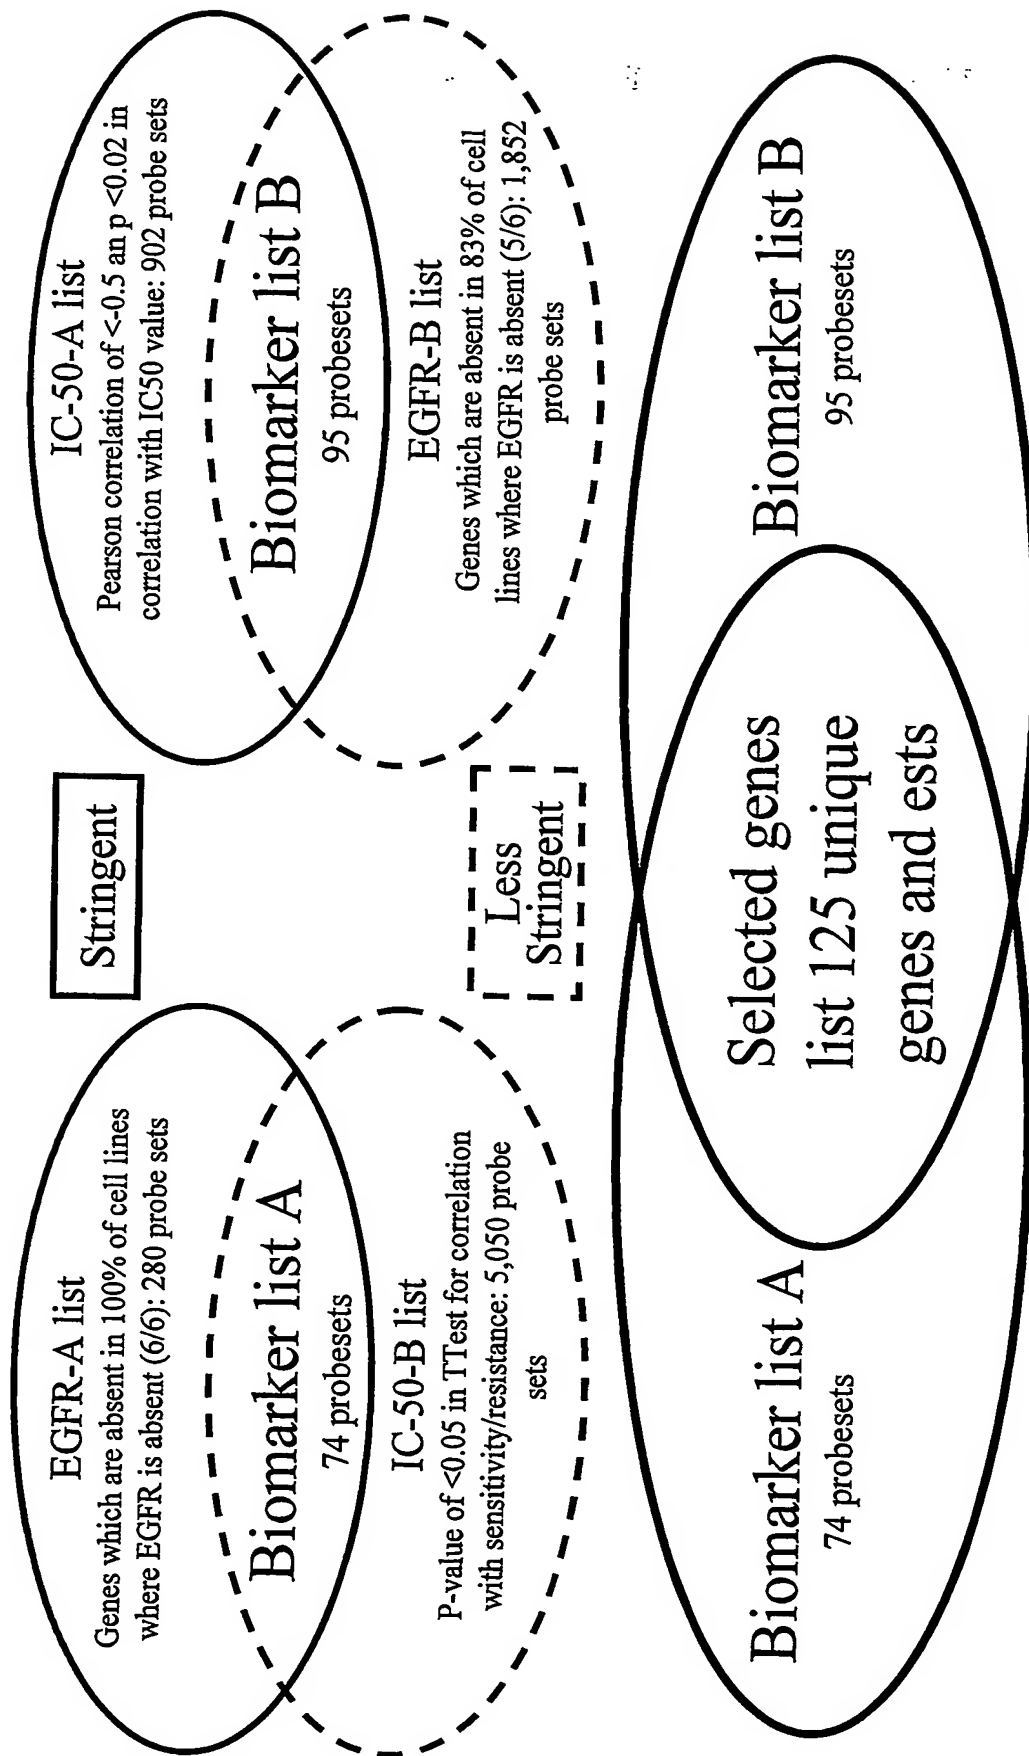 EGFR-A list
Genes which are absent in 100% of cell lines
where EGFR is absent (6/6): 280 probe sets
Biomarker list A
74 probesets
IC-50-B list
P-value of <0.05 in TTest for correlation
with sensitivity/resistance: 5,050 probe
sets
Stringent
Less
Stringent
IC-50-A list
Pearson correlation of <-0.5 an p <0.02 in
correlation with IC50 value: 902 probe sets
Biomarker list B
95 probesets
EGFR-B list
Genes which are absent in 83% of cell
lines where EGFR is absent (5/6): 1,852
probe sets
Biomarker list A
74 probesets
Selected genes
list 125 unique
genes and ests
Biomarker list B
95 probesets